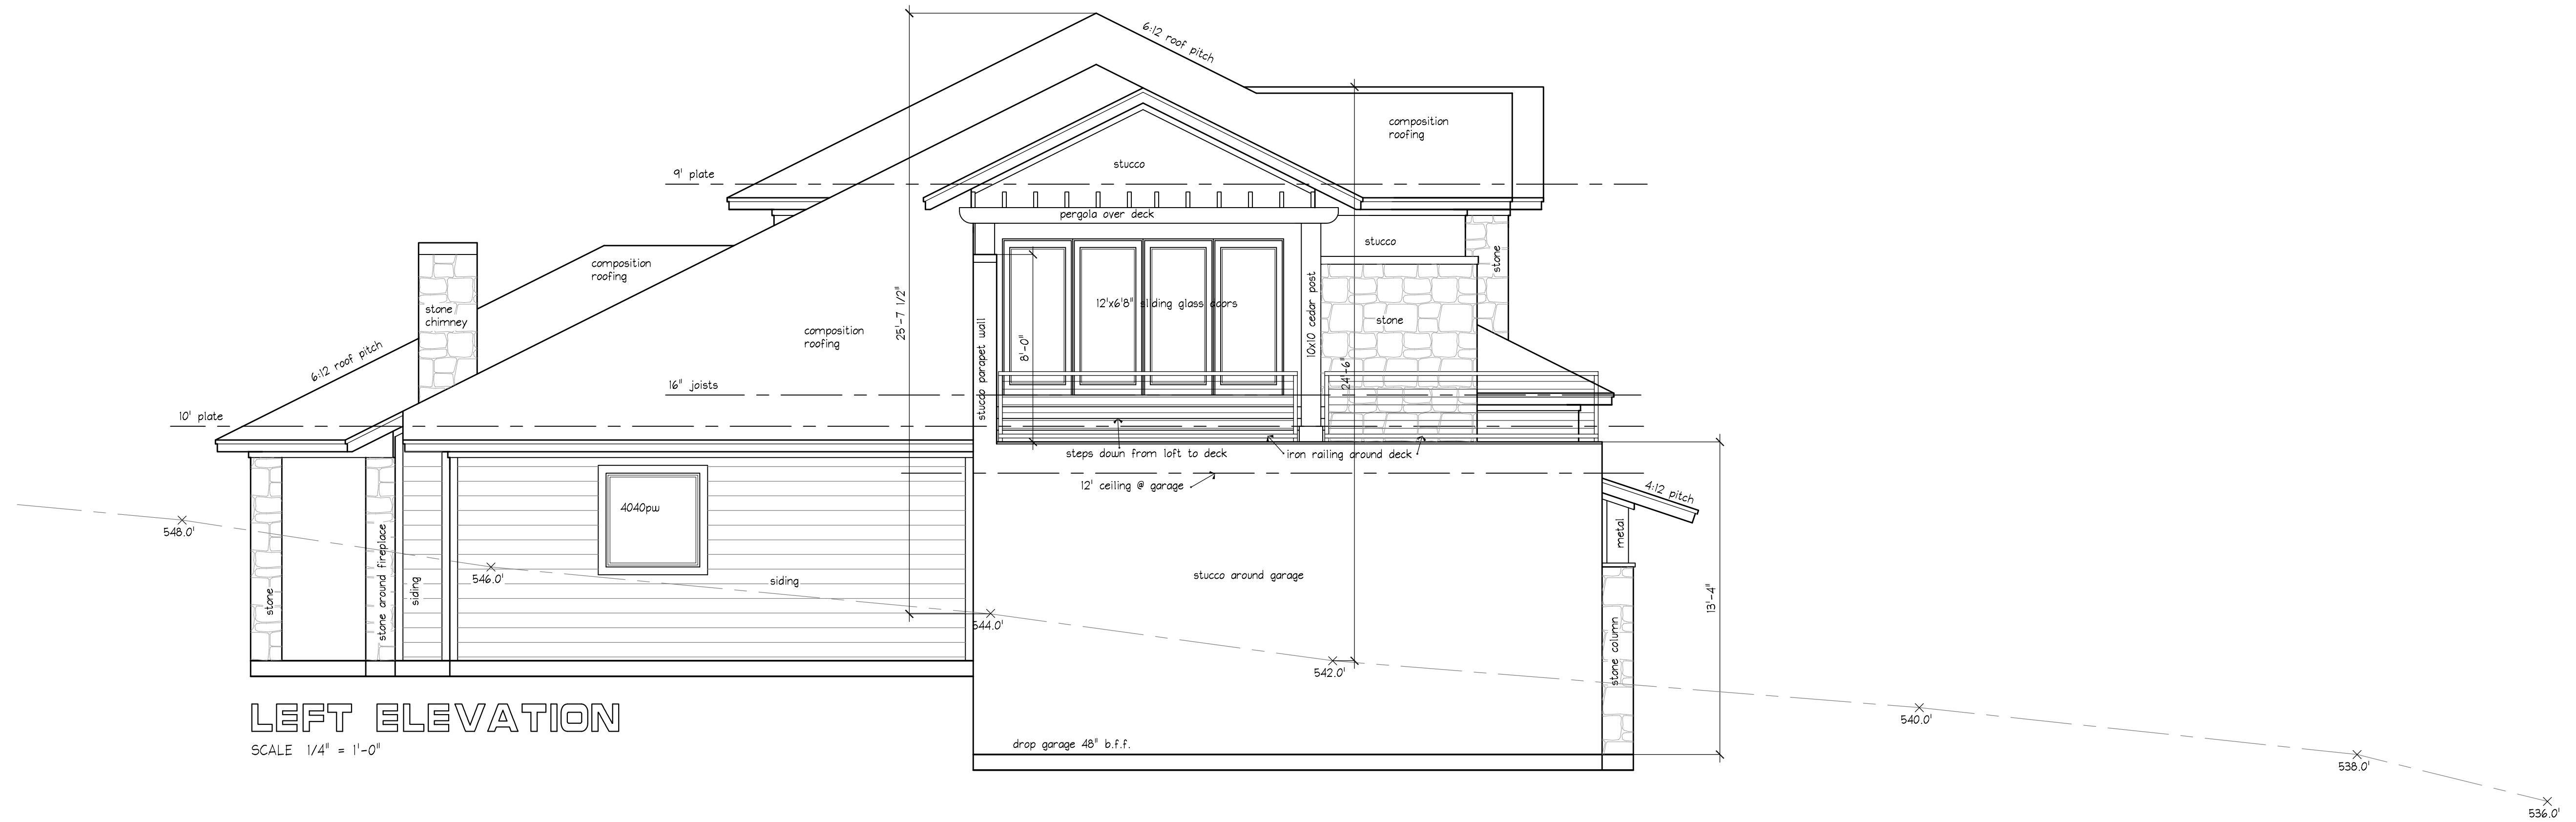 6:12 roof pitch
composition
roofing
stucco
9' plate
pergola over deck
stucco
stone
composition
roofing
stone
chimney
25'-7 1/2"
composition
roofing
12'x6'8" sliding glass doors
10x10 cedar post
stone
8'-0"
stucco parapet wall
24'-6"
6:12 roof pitch
16" joists
10' plate
steps down from loft to deck
iron railing around deck
12' ceiling @ garage
4:12 pitch
4040pw
548.0'
metal
stone around fireplace
546.0'
siding
siding
stucco around garage
stone
13'-4"
544.0'
stone column
542.0'
LEFT ELEVATION
540.0'
SCALE 1/4" = 1'-0"
drop garage 48" b.f.f.
538.0'
536.0'